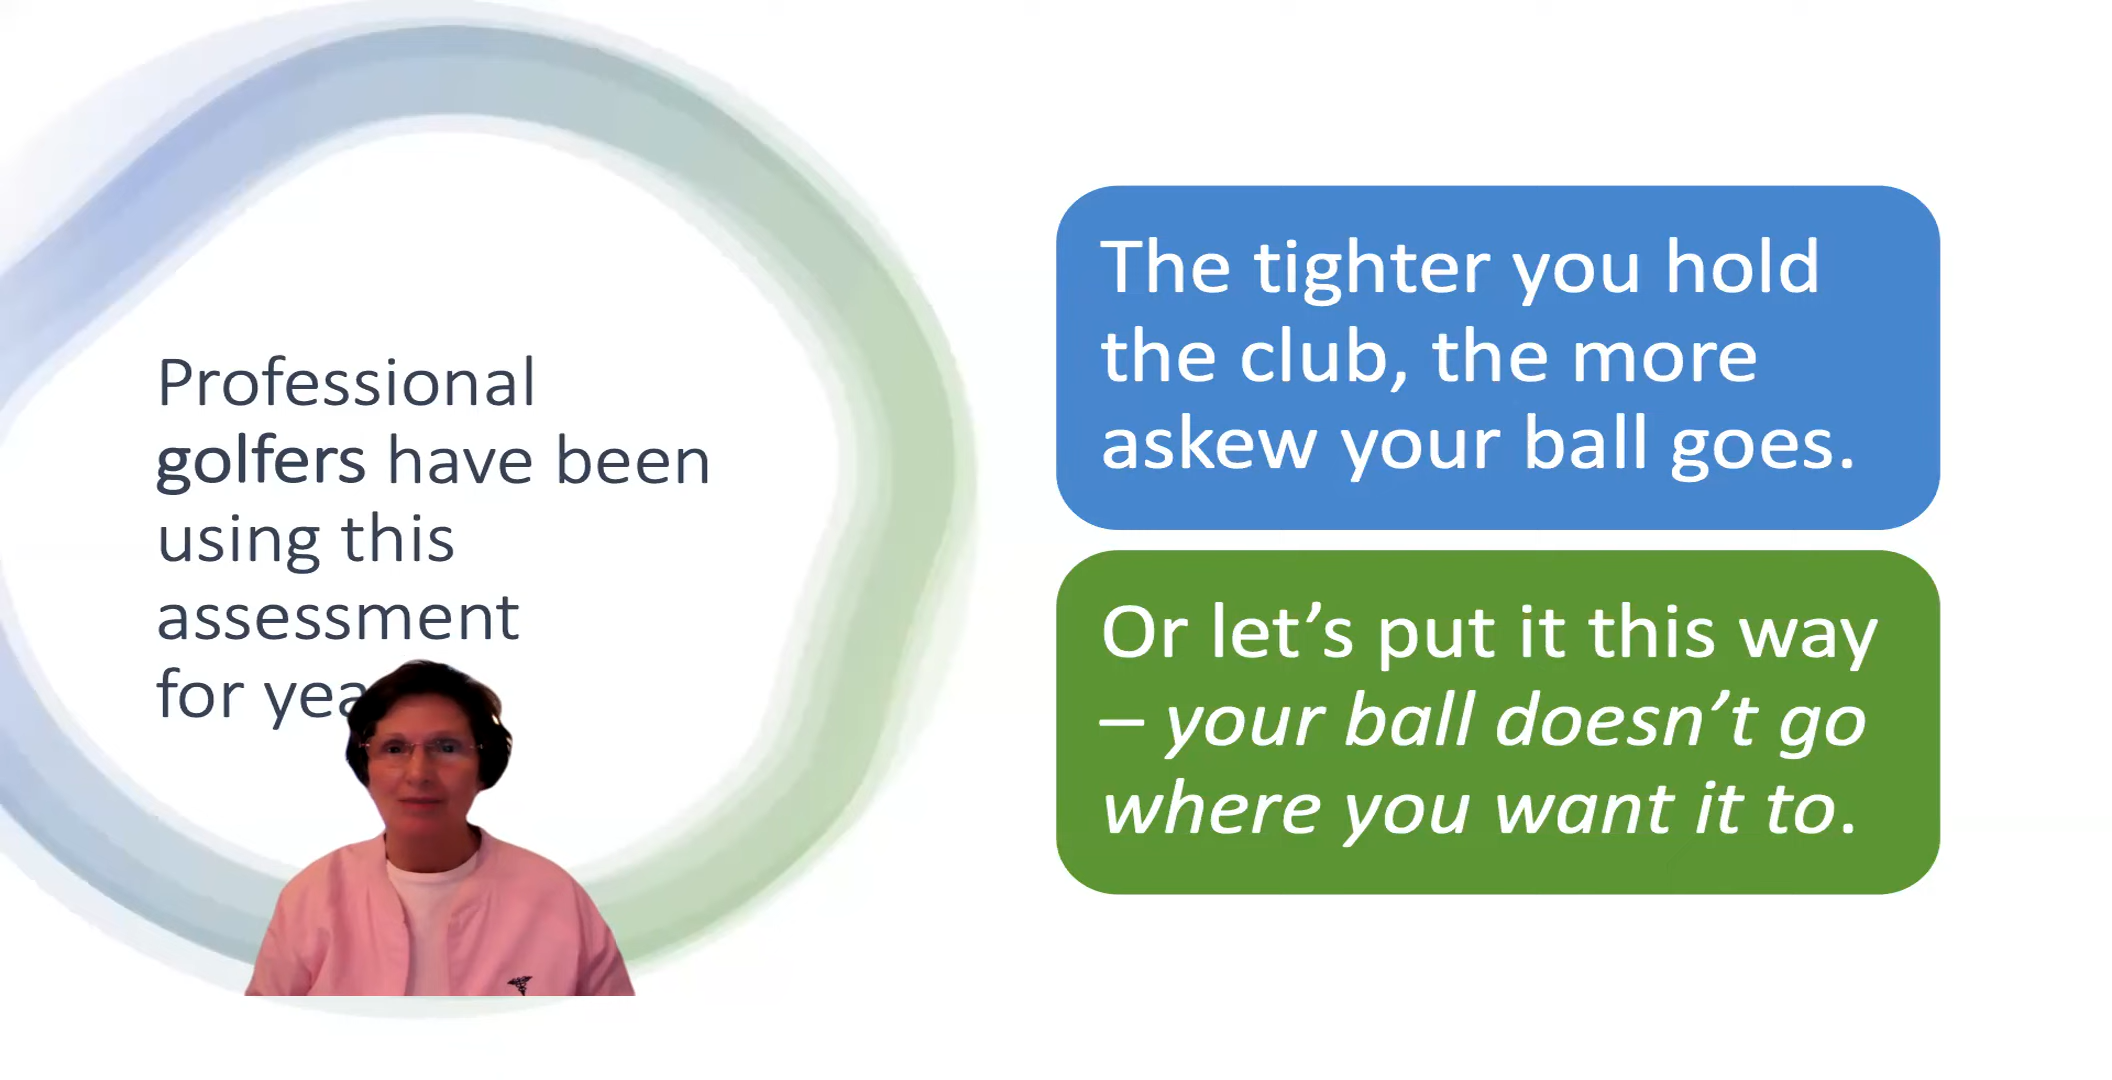 Professional
golfers have been
using this
assessment
for
The tighter you hold
the club, the more
askew your ball goes.
Or let’s put it this way
– your ball doesn’t go
where you want it to.